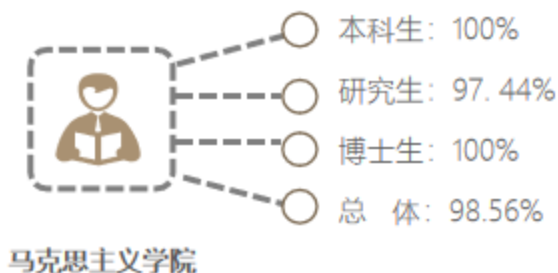 本科生：100%
研究生：97.44%
博士生：100%
总 体：98.56%
马克思主义学院